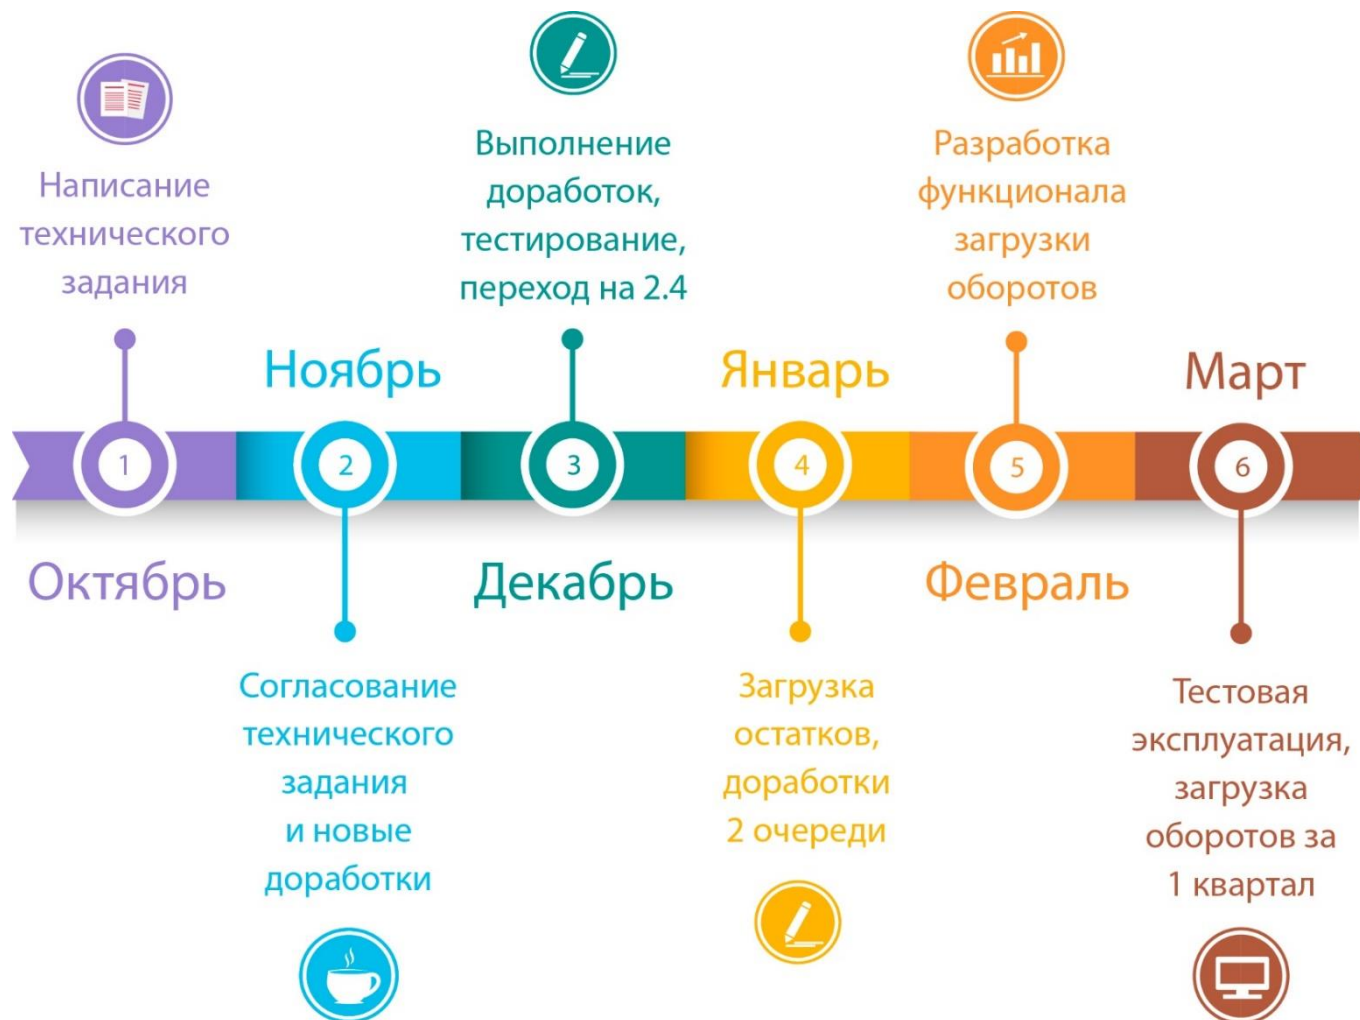 Написание
технического
задания
1
Октябрь
Ноябрь
2
Согласование
технического
задания
и новые
доработки
Выполнение
доработок,
тестирование,
переход на 2.4
3
Декабрь
Январь
4
Загрузка
остатков,
доработки
2 очереди
Разработка
функционала
загрузки
оборотов
5
Февраль
Март
6
Тестовая
эксплуатация,
загрузка
оборотов за
1 квартал